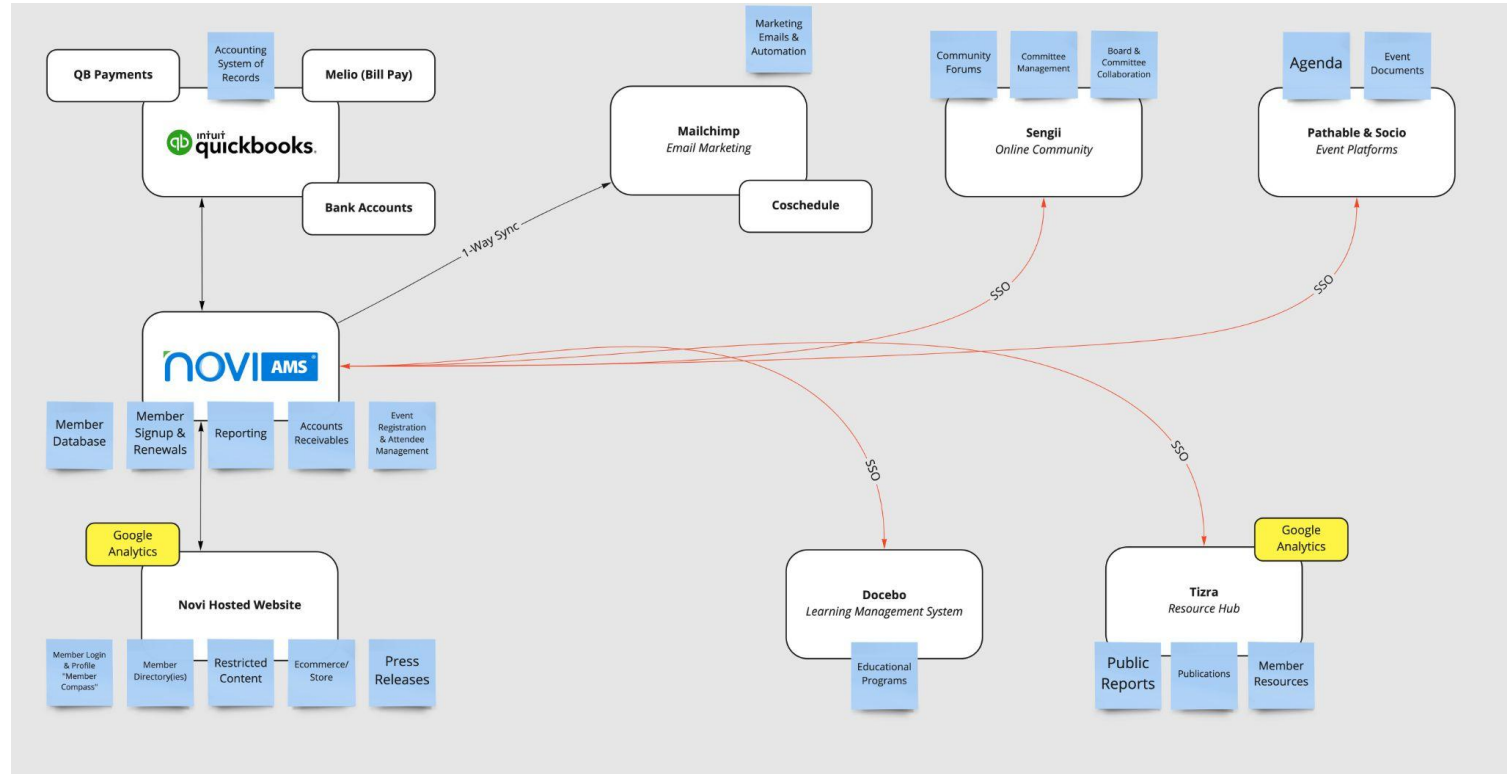 QB Payments
Accounting
System of
Records
Melio (Bill Pay)
intuit
qb quickbooks.
Bank Accounts
Marketing
Emails &
Automation
Mailchimp
Email Marketing
Coschedule
Community
Forums
Committee
Management
Board &
Committee
Collaboration
Sengii
Online Community
Agenda
Event
Documents
Pathable & Socio
Event Platforms
1-Way Sync
SSO
SSO
NOVI AMS
Member
Database
Member
Signup &
Renewals
Reporting
Accounts
Receivables
Event
Registration
& Attendee
Management
SSO
SSO
Google
Analytics
Novi Hosted Website
Member Login
& Profile
"Member
Compass"
Member
Directory(ies)
Restricted
Content
Ecommerce/
Store
Press
Releases
Docebo
Learning Management System
Educational
Programs
Google
Analytics
Tizra
Resource Hub
Public
Reports
Publications
Member
Resources